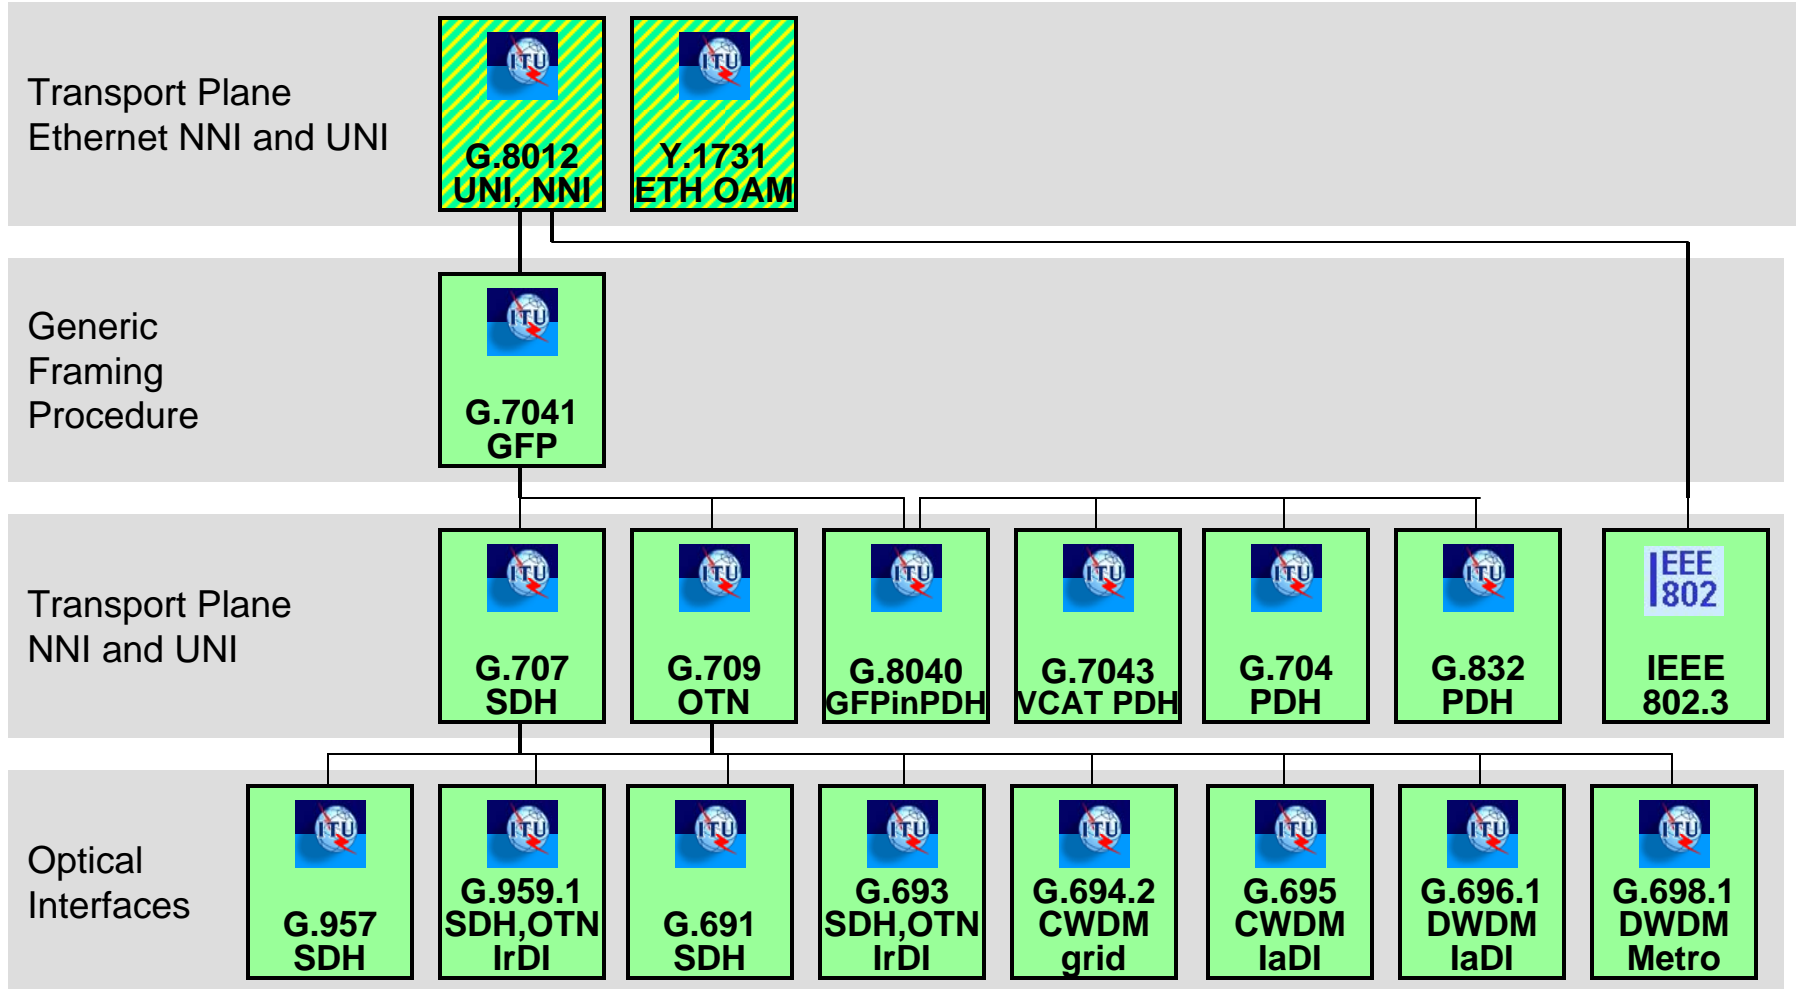 Transport Plane
Ethernet NNI and UNI
ITU
G.8012
UNI, NNI
ITU
Y.1731
ETH OAM
Generic
Framing
Procedure
ITU
G.7041
GFP
Transport Plane
NNI and UNI
ITU
G.707
SDH
ITU
G.709
OTN
ITU
G.8040
GFPinPDH
ITU
G.7043
VCAT PDH
ITU
G.704
PDH
ITU
G.832
PDH
IEEE
802
IEEE
802.3
Optical
Interfaces
ITU
G.957
SDH
ITU
G.959.1
SDH,OTN
IrDI
ITU
G.691
SDH
ITU
G.693
SDH,OTN
IrDI
ITU
G.694.2
CWDM
grid
ITU
G.695
CWDM
IaDI
ITU
G.696.1
DWDM
IaDI
ITU
G.698.1
DWDM
Metro